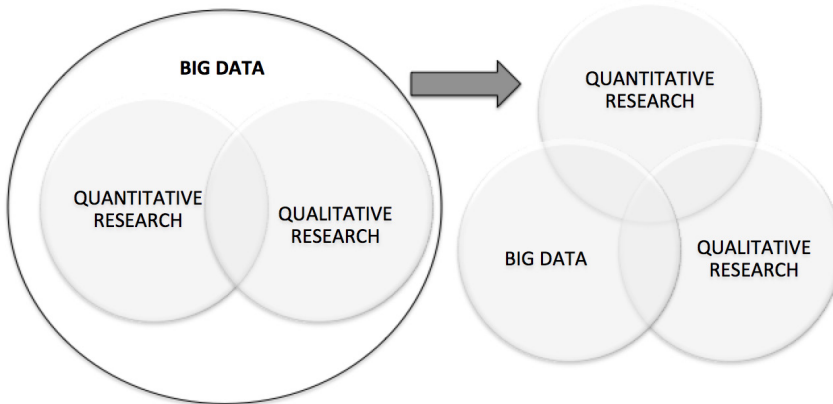 BIG DATA
QUANTITATIVE
RESEARCH
QUALITATIVE
RESEARCH
QUANTITATIVE
RESEARCH
BIG DATA
QUALITATIVE
RESEARCH